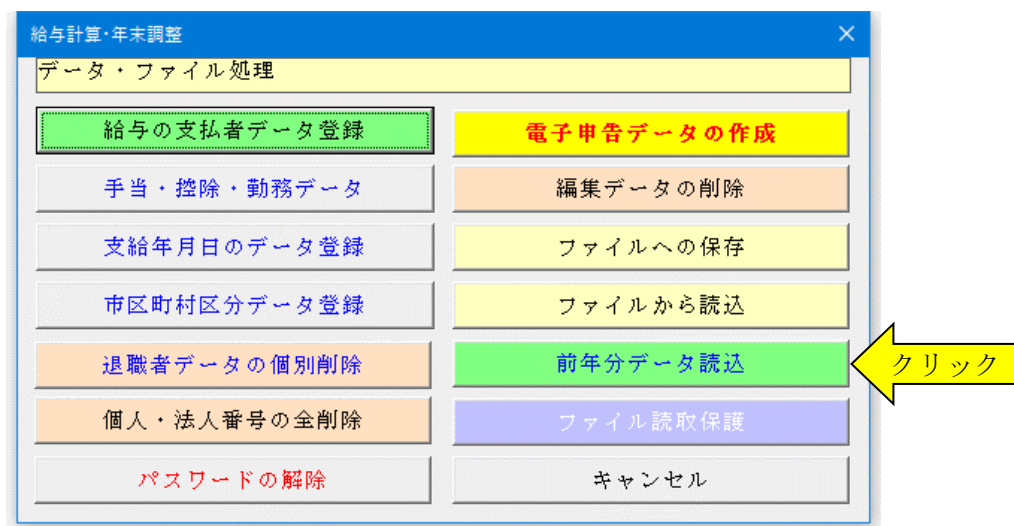 給与計算・年末調整
データ・ファイル処理
給与の支払者データ登録
電子申告データの作成
手当・控除・勤務データ
編集データの削除
支給年月日のデータ登録
ファイルへの保存
市区町村区分データ登録
ファイルから読込
退職者データの個別削除
前年分データ読込
クリック
個人・法人番号の全削除
ファイル読取保護
パスワードの解除
キャンセル